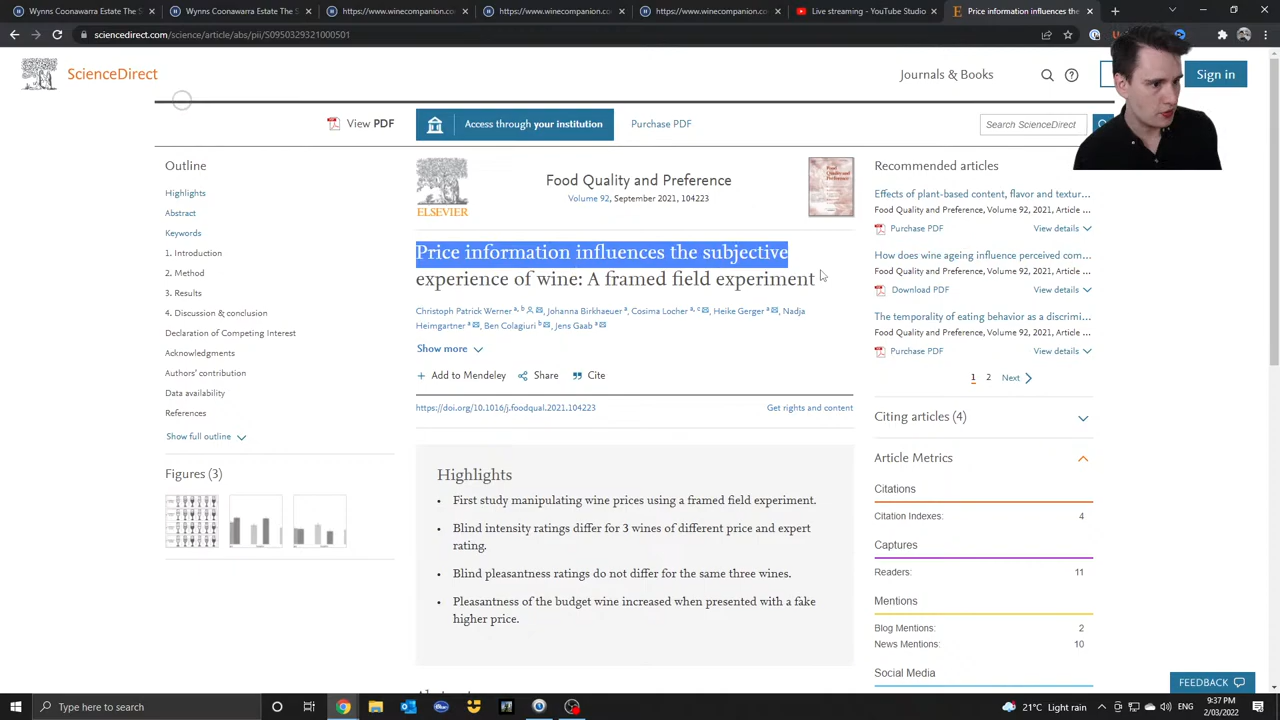 Wynns Coonawarra Estate The S
Wynns Coonawarra Estate The S
https://www.winecompanion.com
https://www.winecompanion.com
https://www.winecompanion.com
Live streaming - YouTube Studio
Price information influences the
sciencedirect.com/science/article/abs/pii/S0950329321000501
ScienceDirect
Journals & Books
Sign in
View PDF
Access through your institution
Purchase PDF
Search ScienceDirect
Outline
Highlights
Abstract
Keywords
1. Introduction
2. Method
3. Results
4. Discussion & conclusion
Declaration of Competing Interest
Acknowledgments
Authors' contribution
Data availability
References
Show full outline
Figures (3)
ELSEVIER
Food Quality and Preference
Volume 92, September 2021, 104223
Price information influences the subjective
experience of wine: A framed field experiment
Christoph Patrick Werner a, b, Johanna Birkhaeuer a, Cosima Locher a, c, Heike Gerger a, Nadja
Heimgartner a, Ben Colagiuri b, Jens Gaab a
Show more
+ Add to Mendeley
Share
Cite
https://doi.org/10.1016/j.foodqual.2021.104223
Get rights and content
Highlights
• First study manipulating wine prices using a framed field experiment.
• Blind intensity ratings differ for 3 wines of different price and expert
rating.
• Blind pleasantness ratings do not differ for the same three wines.
• Pleasantness of the budget wine increased when presented with a fake
higher price.
Recommended articles
Effects of plant-based content, flavor and textur...
Food Quality and Preference, Volume 92, 2021, Article ...
Purchase PDF
View details
How does wine ageing influence perceived com...
Food Quality and Preference, Volume 92, 2021, Article ...
Download PDF
View details
The temporality of eating behavior as a discrimi...
Food Quality and Preference, Volume 92, 2021, Article ...
Purchase PDF
View details
1 2 Next
Citing articles (4)
Article Metrics
Citations
Citation Indexes: 4
Captures
Readers: 11
Mentions
Blog Mentions: 2
News Mentions: 10
Social Media
FEEDBACK
Type here to search
21°C Light rain
ENG
9:37 PM
2/03/2022